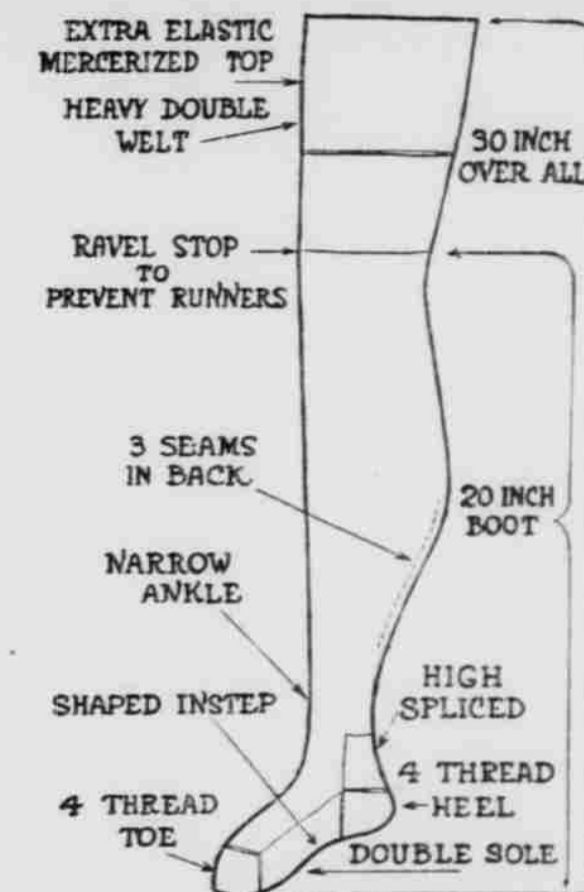 EXTRA ELASTIC
MERCERIZED TOP
HEAVY DOUBLE
WELT
30 INCH
OVER ALL
RAVEL STOP
TO
PREVENT RUNNERS
3 SEAMS
IN BACK
20 INCH
BOOT
NARROW
ANKLE
SHAPED INSTEP
HIGH
SPLICED
4 THREAD
HEEL
4 THREAD
TOE
DOUBLE SOLE